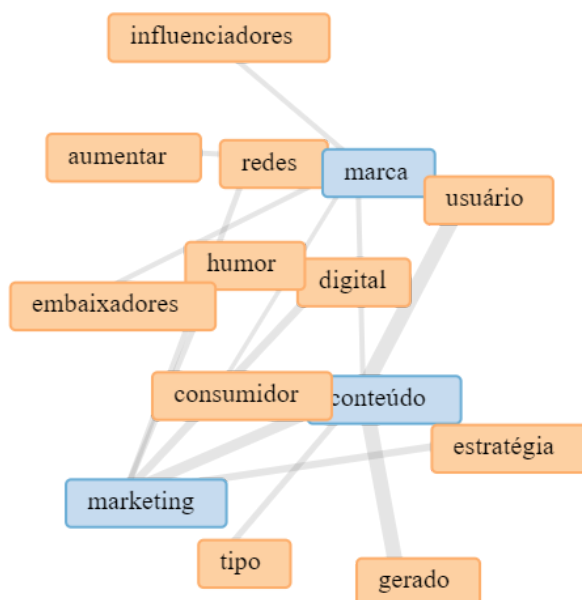 influenciadores
aumentar
redes
marca
usuário
humor
digital
embaixadores
consumidor
conteúdo
estratégia
marketing
tipo
gerado